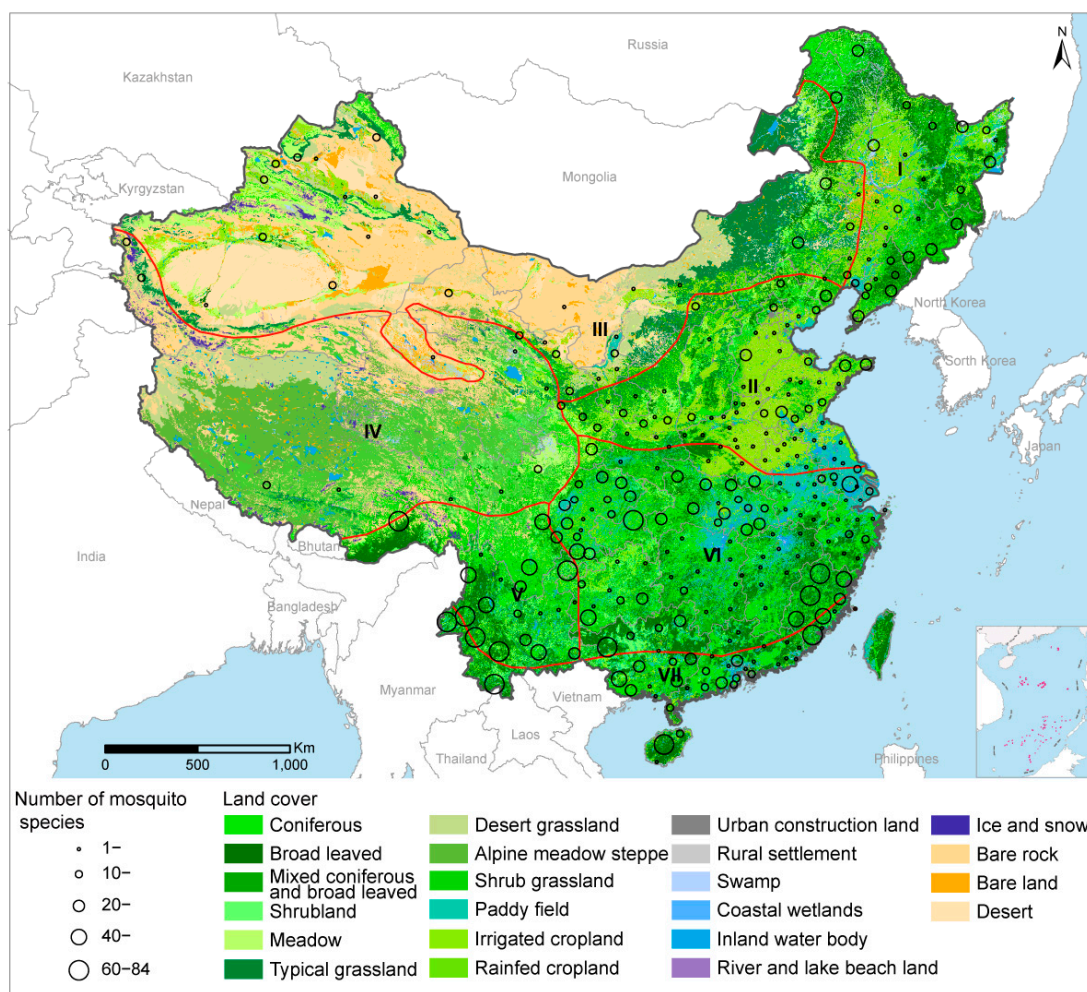 N
Russia
Kazakhstan
Mongolia
Kyrgyzstan
I
North Korea
Sorth Korea
III
II
Japan
IV
Nepal
Bhutan
India
VI
Bangladesh
V
Myanmar
VII
Vietnam
Laos
Thailand
Philippines
Km
0 500 1,000
Number of mosquito
species
1-
10-
20-
40-
60-84
Land cover
Coniferous
Broad leaved
Mixed coniferous
and broad leaved
Shrubland
Meadow
Typical grassland
Desert grassland
Alpine meadow steppe
Shrub grassland
Paddy field
Irrigated cropland
Rainfed cropland
Urban construction land
Rural settlement
Swamp
Coastal wetlands
Inland water body
River and lake beach land
Ice and snow
Bare rock
Bare land
Desert